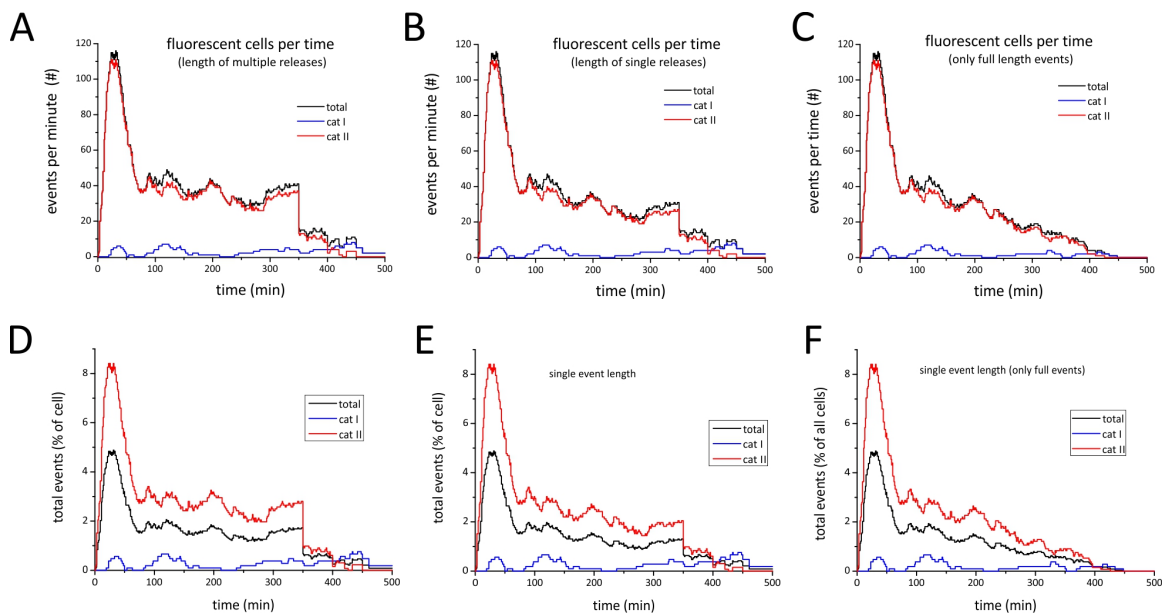 A
fluorescent cells per time
(length of multiple releases)
events per minute (#)
120
100
80
60
40
20
0
total
cat I
cat II
0 100 200 300 400 500
time (min)
B
fluorescent cells per time
(length of single releases)
events per minute (#)
120
100
80
60
40
20
0
total
cat I
cat II
0 100 200 300 400 500
time (min)
C
fluorescent cells per time
(only full length events)
events per time (#)
120
100
80
60
40
20
0
total
cat I
cat II
0 100 200 300 400 500
time (min)
D
total events (% of cell)
8
6
4
2
0
total
cat I
cat II
0 100 200 300 400 500
time (min)
E
single event length
total events (% of cell)
8
6
4
2
0
total
cat I
cat II
0 100 200 300 400 500
time (min)
F
single event length (only full events)
total events (% of all cells)
8
6
4
2
0
total
cat I
cat II
0 100 200 300 400 500
time (min)